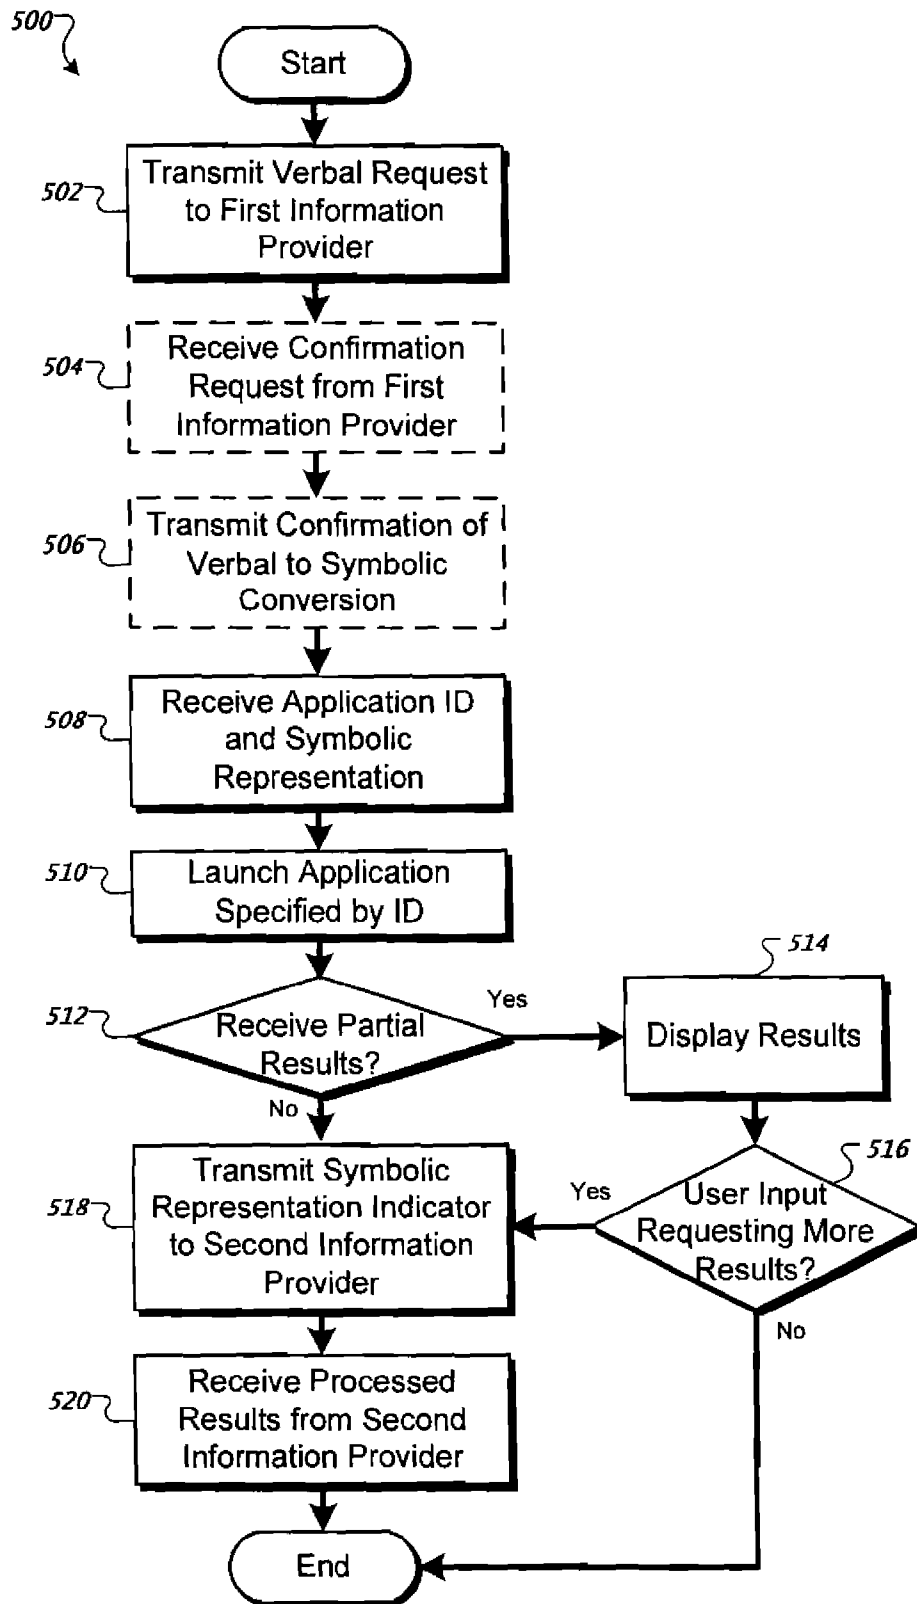 500
Start
502
Transmit Verbal Request
to First Information
Provider
504
Receive Confirmation
Request from First
Information Provider
506
Transmit Confirmation of
Verbal to Symbolic
Conversion
508
Receive Application ID
and Symbolic
Representation
510
Launch Application
Specified by ID
512
Receive Partial
Results?
Yes
No
514
Display Results
516
User Input
Requesting More
Results?
Yes
No
518
Transmit Symbolic
Representation Indicator
to Second Information
Provider
520
Receive Processed
Results from Second
Information Provider
End